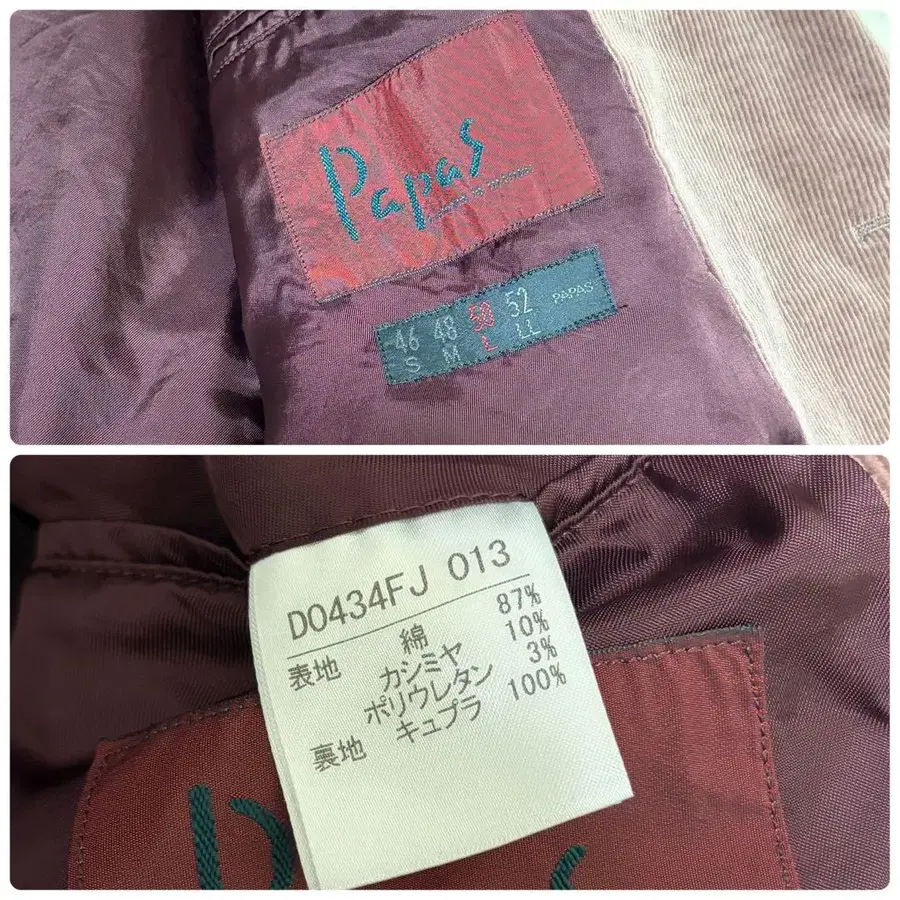 Papas
46 48 50 52 PAPAS
S M L LL
D0434FJ 013
表地 綿 87%
カシミヤ 10%
ポリウレタン 3%
裏地 キュプラ 100%